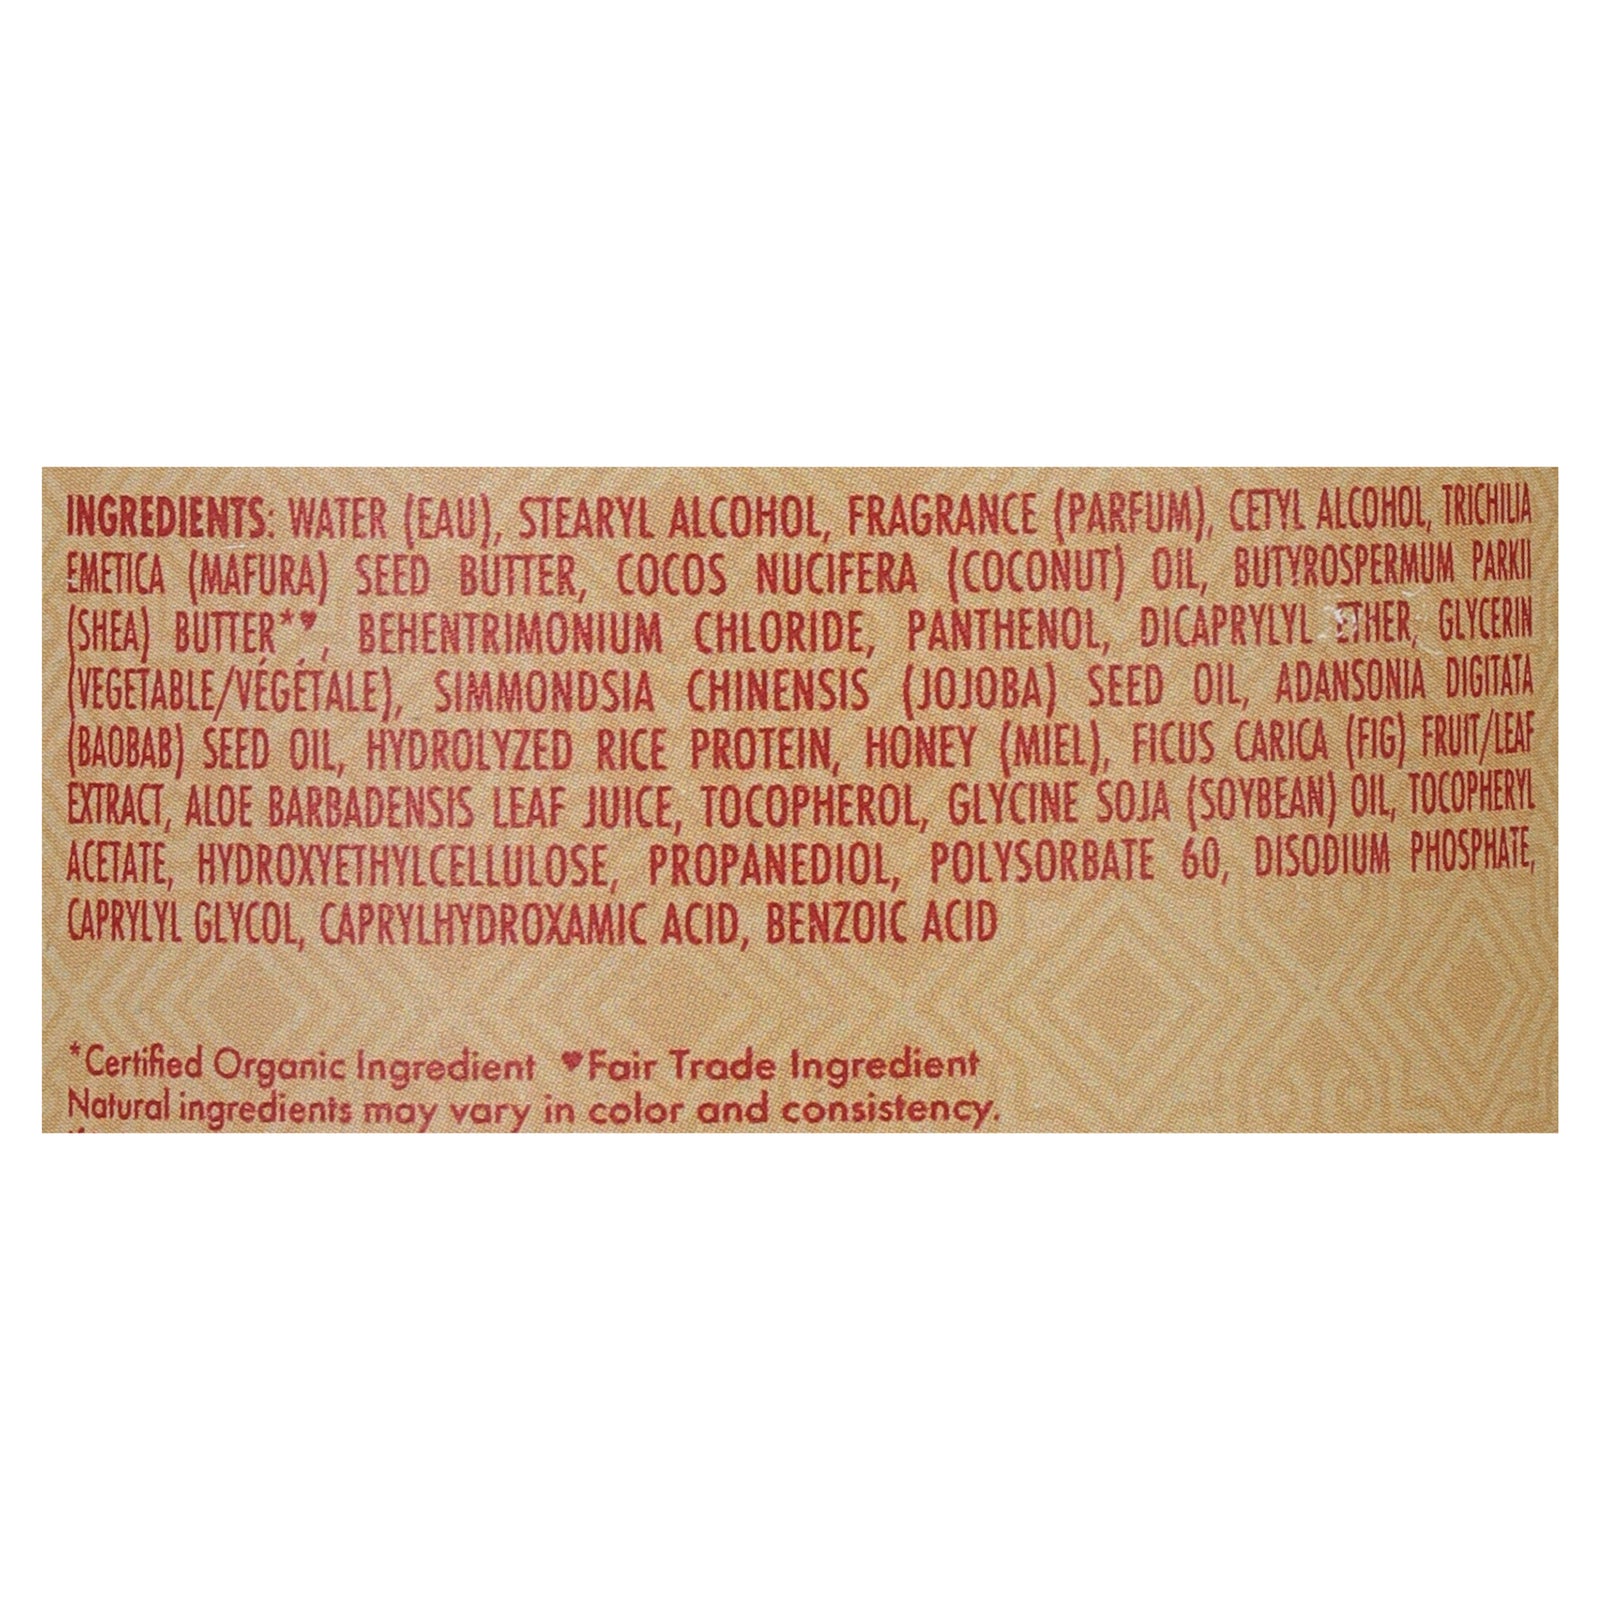 INGREDIENTS: WATER (EAU), STEARYL ALCOHOL, FRAGRANCE (PARFUM), CETYL ALCOHOL, TRICHILIA
EMETICA (MAFURA) SEED BUTTER, COCOS NUCIFERA (COCONUT) OIL, BUTYROSPERMUM PARKII
(SHEA) BUTTER*♥, BEHENTRIMONIUM CHLORIDE, PANTHENOL, DICAPRYLYL ETHER, GLYCERIN
(VEGETABLE/VÉGÉTALE), SIMMONDSIA CHINENSIS (JOJOBA) SEED OIL, ADANSONIA DIGITATA
(BAOBAB) SEED OIL, HYDROLYZED RICE PROTEIN, HONEY (MIEL), FICUS CARICA (FIG) FRUIT/LEAF
EXTRACT, ALOE BARBADENSIS LEAF JUICE, TOCOPHEROL, GLYCINE SOJA (SOYBEAN) OIL, TOCOPHERYL
ACETATE, HYDROXYETHYLCELLULOSE, PROPANEDIOL, POLYSORBATE 60, DISODIUM PHOSPHATE,
CAPRYLYL GLYCOL, CAPRYLHYDROXAMIC ACID, BENZOIC ACID
*Certified Organic Ingredient ♥Fair Trade Ingredient
Natural ingredients may vary in color and consistency.